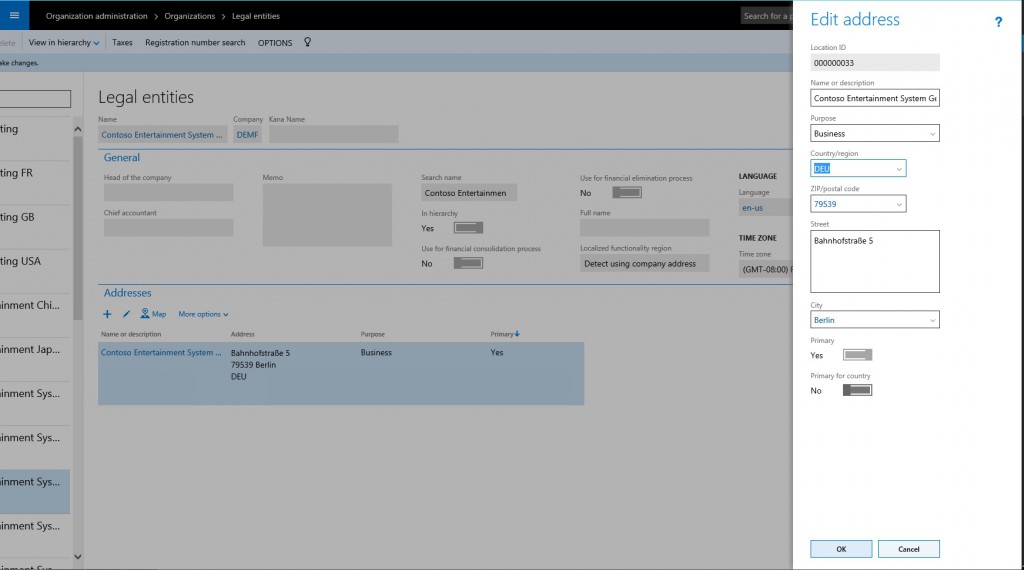 Organization administration > Organizations > Legal entities
Search for a p
elete View in hierarchy Taxes Registration number search OPTIONS
ake changes.
ting
ting FR
ting GB
ting USA
inment Chi...
inment Jap...
inment Sys...
inment Sys...
ainment Sys...
inment Sys...
Legal entities
Name Company Kana Name
Contoso Entertainment System ... DEMF
General
Head of the company
Chief accountant
Memo
Search name
Contoso Entertainmen
In hierarchy
Yes
Use for financial consolidation process
No
Use for financial elimination process
No
Full name
Localized functionality region
Detect using company address
LANGUAGE
Language
en-us
TIME ZONE
Time zone
(GMT-08:00)
Addresses
+ Map More options
Name or description Address Purpose Primary
Contoso Entertainment System ... Bahnhofstraße 5 Business Yes
79539 Berlin
DEU
Edit address
?
Location ID
000000033
Name or description
Contoso Entertainment System Ge
Purpose
Business
Country/region
DEU
ZIP/postal code
79539
Street
Bahnhofstraße 5
City
Berlin
Primary
Yes
Primary for country
No
OK Cancel